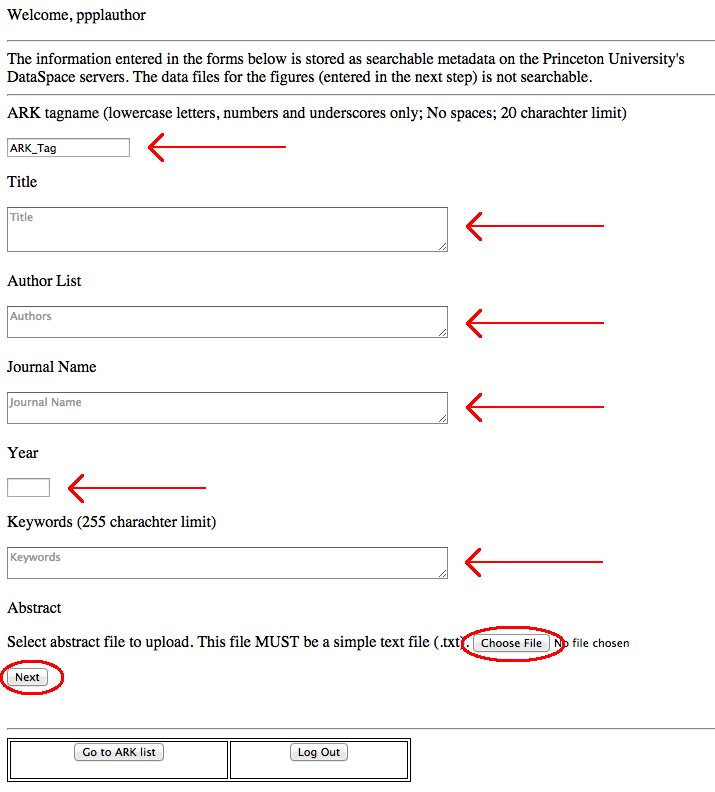 Welcome, ppplauthor
The information entered in the forms below is stored as searchable metadata on the Princeton University's
DataSpace servers. The data files for the figures (entered in the next step) is not searchable.
ARK tagname (lowercase letters, numbers and underscores only; No spaces; 20 charachter limit)
ARK_Tag
Title
Title
Author List
Authors
Journal Name
Journal Name
Year
Keywords (255 charachter limit)
Keywords
Abstract
Select abstract file to upload. This file MUST be a simple text file (.txt). Choose File No file chosen
Next
Go to ARK list Log Out